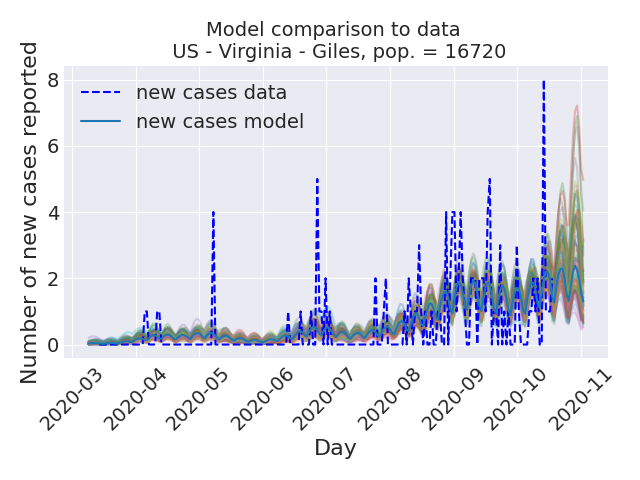 Model comparison to data
US - Virginia - Giles, pop. = 16720
Number of new cases reported
8
6
4
2
0
new cases data
new cases model
2020-03
2020-04
2020-05
2020-06
2020-07
2020-08
2020-09
2020-10
2020-11
Day